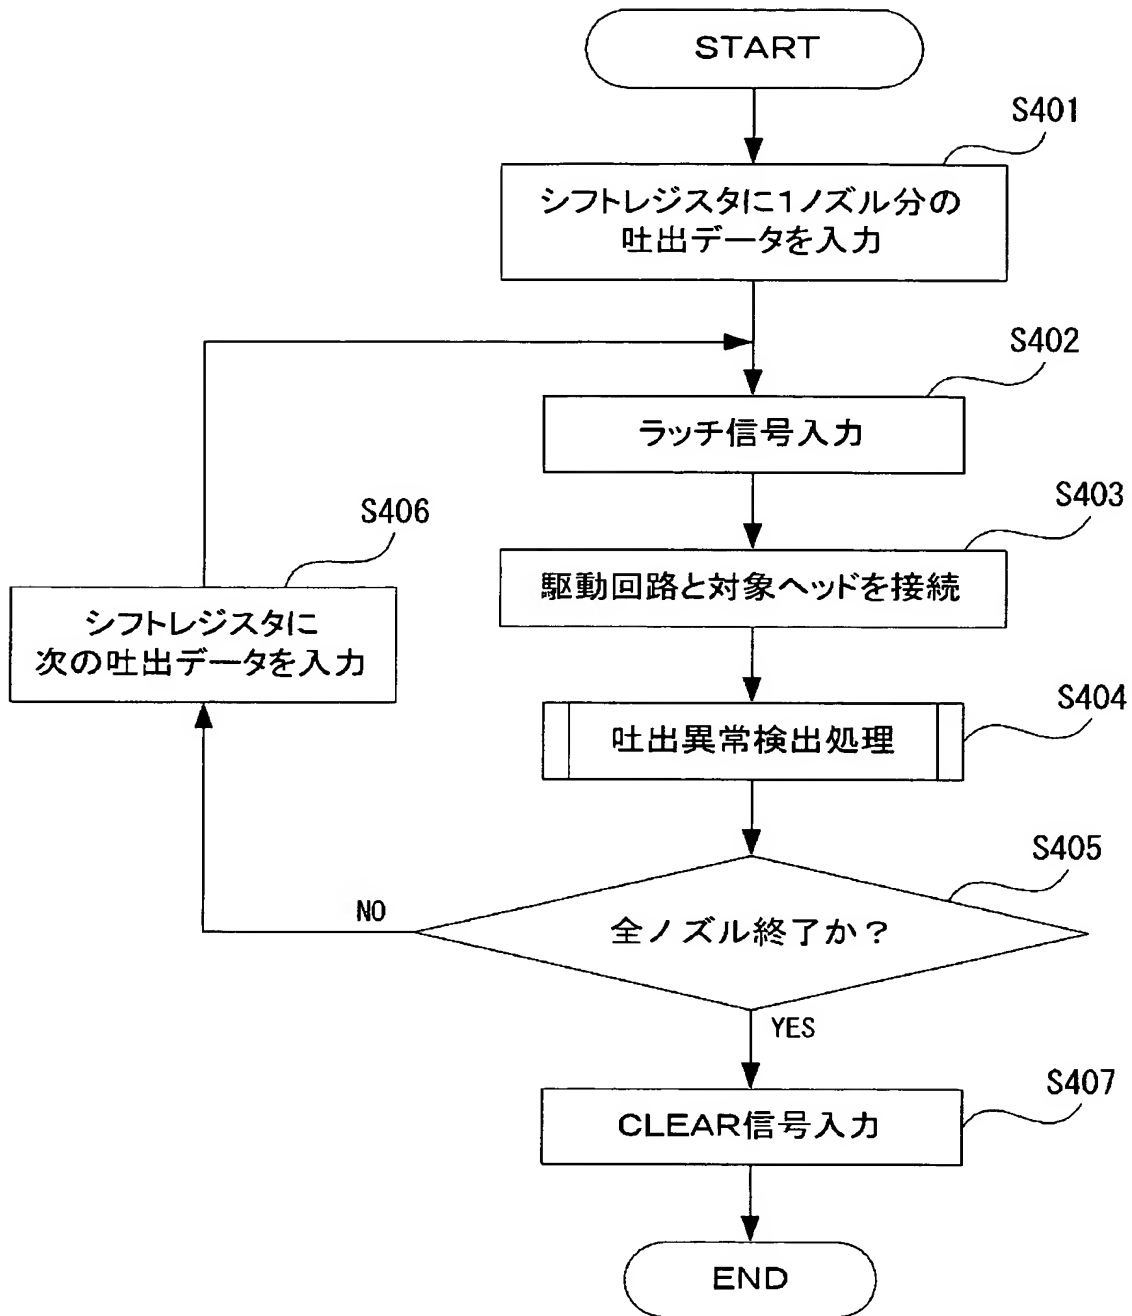 START
S401
シフトレジスタに1ノズル分の
吐出データを入力
S402
ラッチ信号入力
S403
駆動回路と対象ヘッドを接続
S406
シフトレジスタに
次の吐出データを入力
S404
吐出異常検出処理
S405
全ノズル終了か？
NO
YES
S407
CLEAR信号入力
END